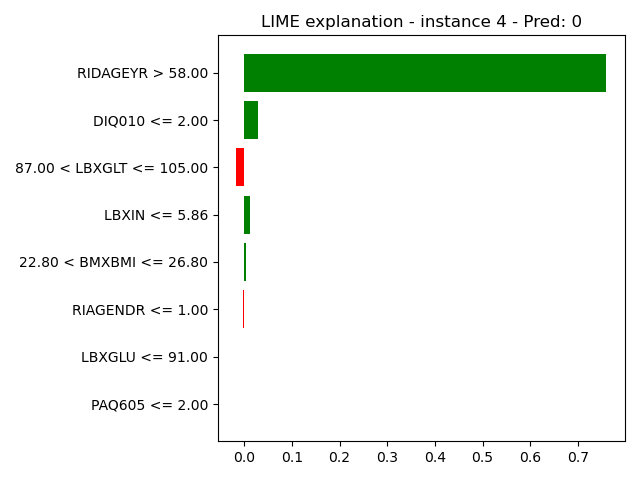 LIME explanation - instance 4 - Pred: 0
RIDAGEYR > 58.00
DIQ010 <= 2.00
87.00 < LBXGLT <= 105.00
LBXIN <= 5.86
22.80 < BMXBMI <= 26.80
RIAGENDR <= 1.00
LBXGLU <= 91.00
PAQ605 <= 2.00
0.0 0.1 0.2 0.3 0.4 0.5 0.6 0.7